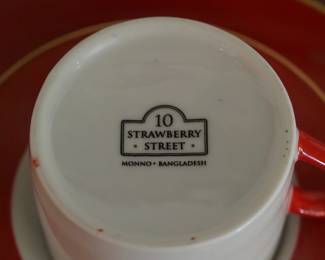 10
STRAWBERRY
• STREET •
MONNO • BANGLADESH